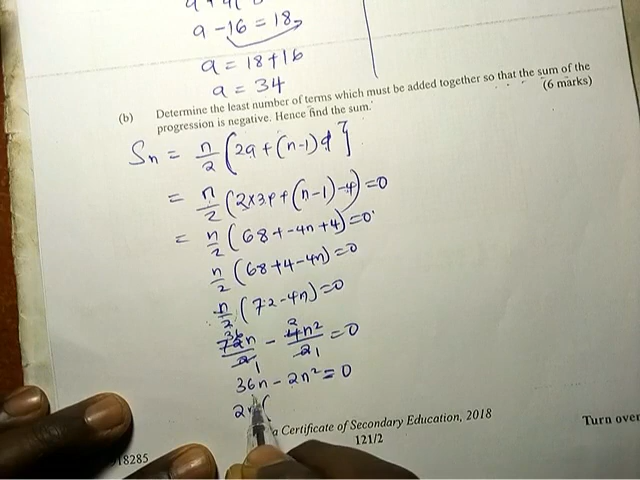 a - 16 = 18
a = 18+16
a = 34
(b) Determine the least number of terms which must be added together so that the sum of the
progression is negative. Hence find the sum.
(6 marks)
Sn = n/2 (2a + (n-1)d]
= n/2 (2x34 + (n-1)-4) = 0
= n/2 (68 + -4n + 4) = 0
n/2 (68 + 4 - 4n) = 0
n/2 (72 - 4n) = 0
72n/2 - 4n²/2 = 0
36n - 2n² = 0
2n (
a Certificate of Secondary Education, 2018
121/2
Turn over
918285